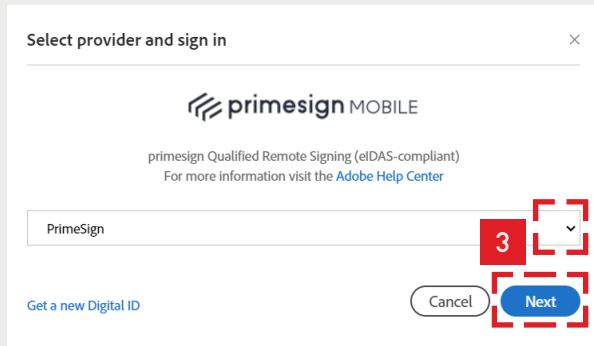 Select provider and sign in
primesign MOBILE
primesign Qualified Remote Signing (eIDAS-compliant)
For more information visit the Adobe Help Center
PrimeSign
3
Get a new Digital ID
Cancel
Next